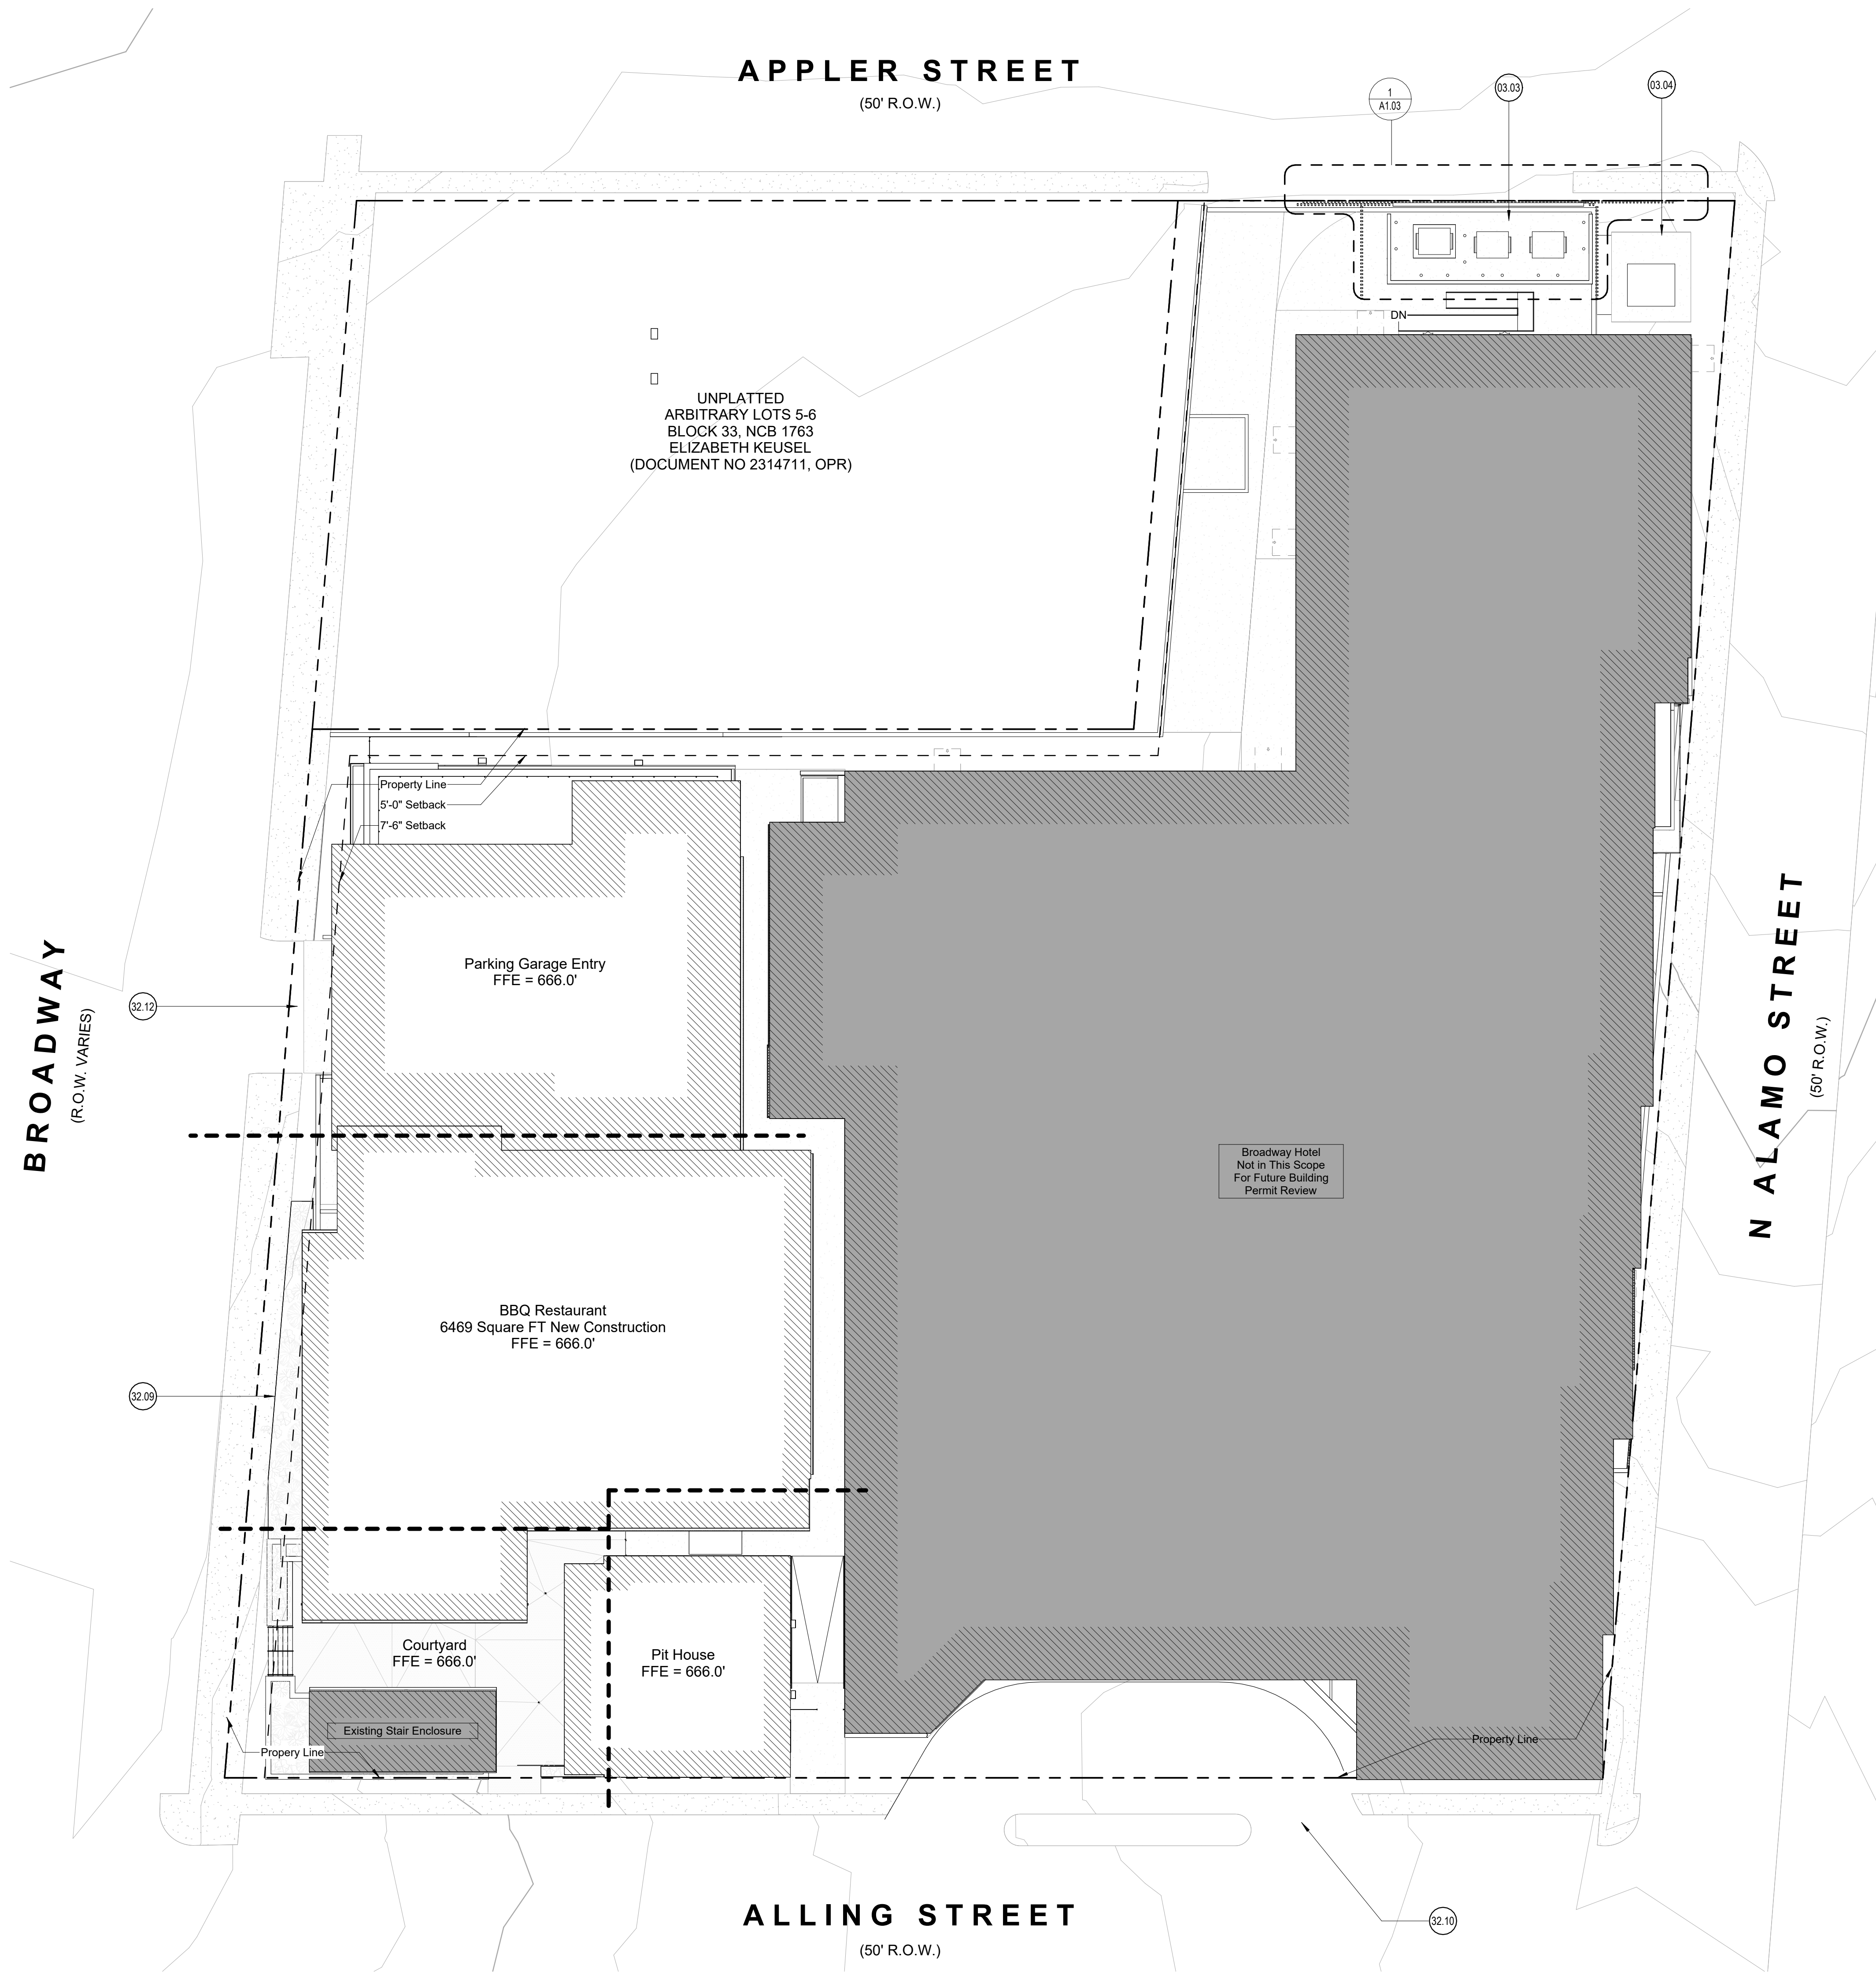 APPLER STREET
(50' R.O.W.)
1
A1.03
03.03
03.04
DN
UNPLATTED
ARBITRARY LOTS 5-6
BLOCK 33, NCB 1763
ELIZABETH KEUSEL
(DOCUMENT NO 2314711, OPR)
Property Line
5'-0" Setback
7'-6" Setback
Parking Garage Entry
FFE = 666.0'
32.12
BROADWAY
(R.O.W. VARIES)
N ALAMO STREET
(50' R.O.W.)
Broadway Hotel
Not in This Scope
For Future Building
Permit Review
BBQ Restaurant
6469 Square FT New Construction
FFE = 666.0'
32.09
Courtyard
FFE = 666.0'
Pit House
FFE = 666.0'
Existing Stair Enclosure
Propery Line
Property Line
ALLING STREET
(50' R.O.W.)
32.10